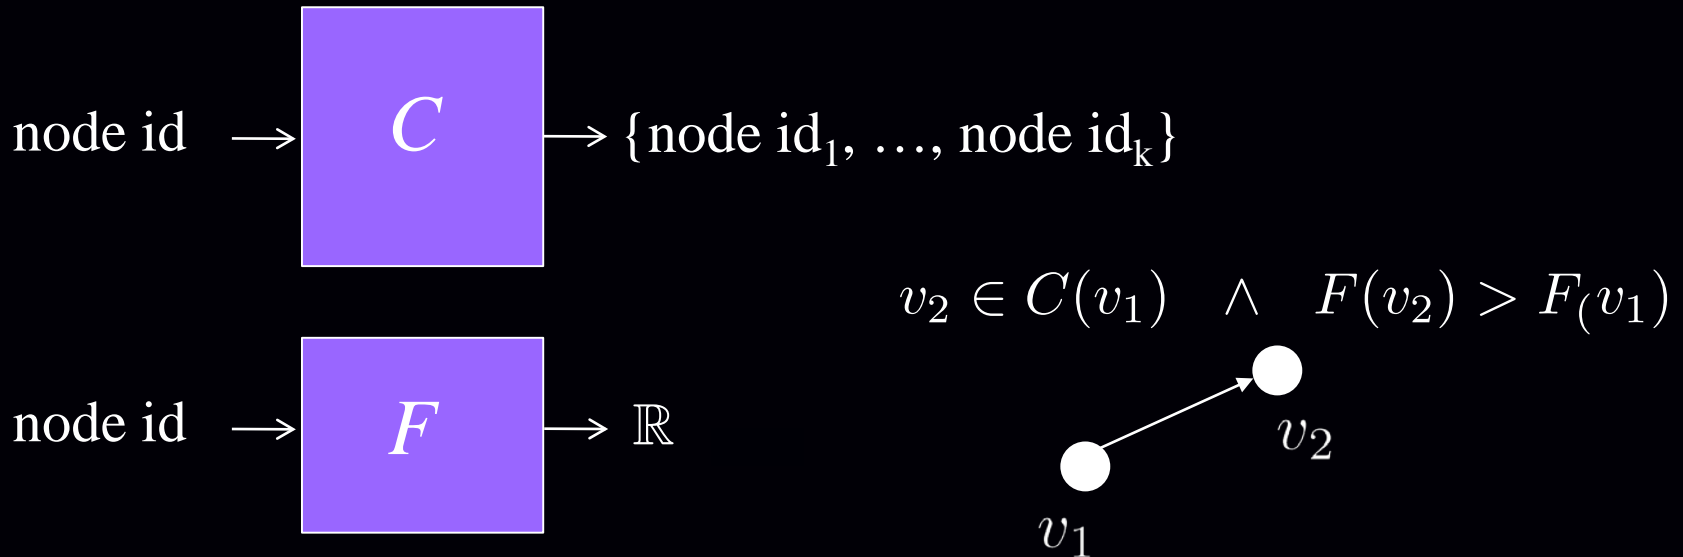 node id → C → {node id₁, …, node idₖ}
v₂ ∈ C(v₁) ∧ F(v₂) > F₍v₁)
node id → F → ℝ
v₂
v₁